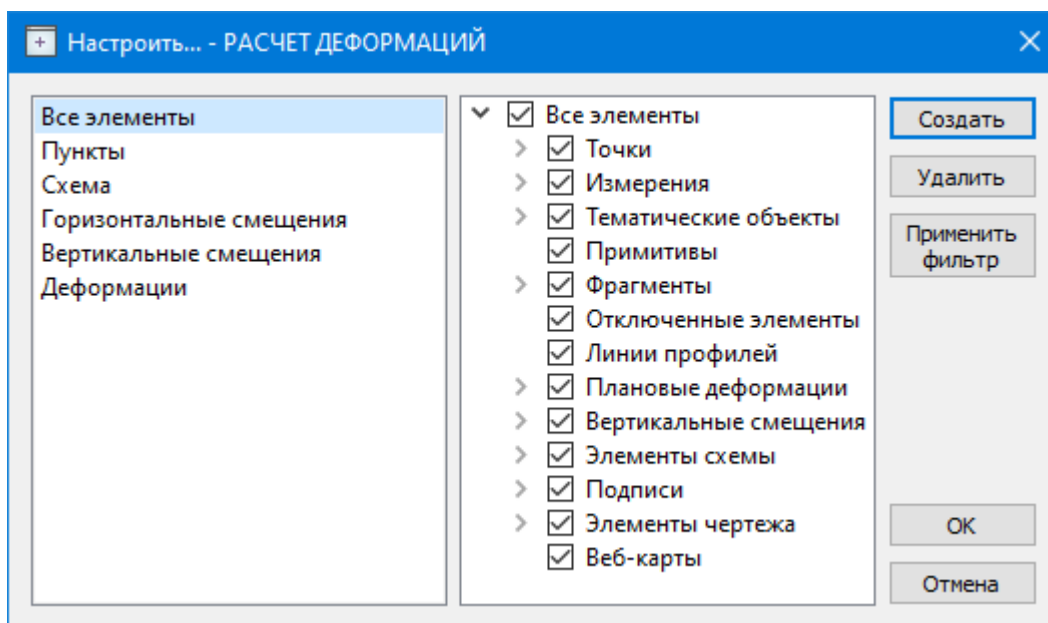 Настроить... - РАСЧЕТ ДЕФОРМАЦИЙ
Все элементы
Пункты
Схема
Горизонтальные смещения
Вертикальные смещения
Деформации
Все элементы
Точки
Измерения
Тематические объекты
Примитивы
Фрагменты
Отключенные элементы
Линии профилей
Плановые деформации
Вертикальные смещения
Элементы схемы
Подписи
Элементы чертежа
Веб-карты
Создать
Удалить
Применить
фильтр
OK
Отмена